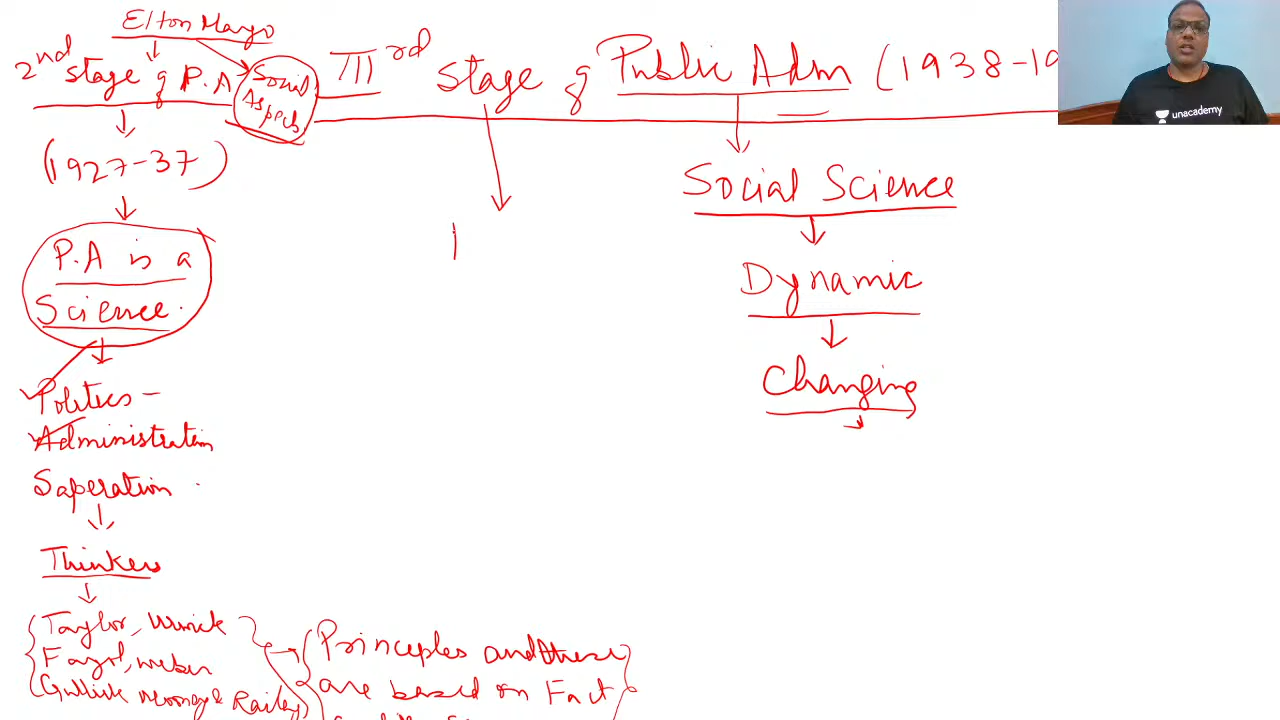 Elton Mayo
2nd stage of P.A
Social
Aspects
IIIrd stage of Public Adm (1938-19
unacademy
(1927-37)
Social Science
P.A is a
Science.
Dynamic
Changing
Politics-
Administration
Saperation
Thinkers
Taylor, Urwick
Fayol, weber
Gullick Mooney & Railey
Principles and these
are based on Fact